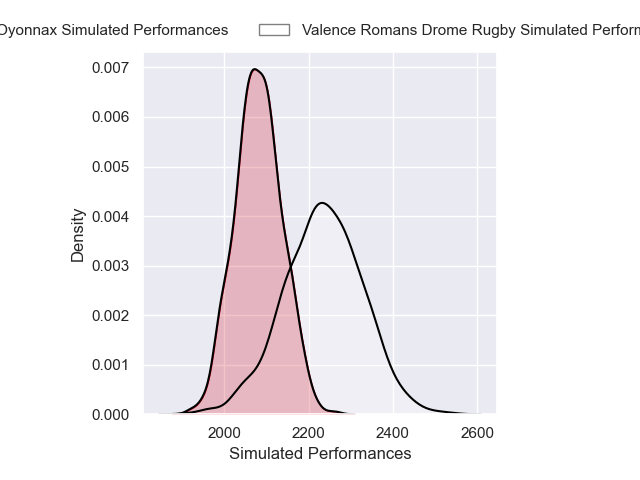 Oyonnax Simulated Performances Valence Romans Drome Rugby Simulated Perform
0.007
0.006
0.005
0.004
0.003
0.002
0.001
0.000
Density
2000 2200 2400 2600
Simulated Performances